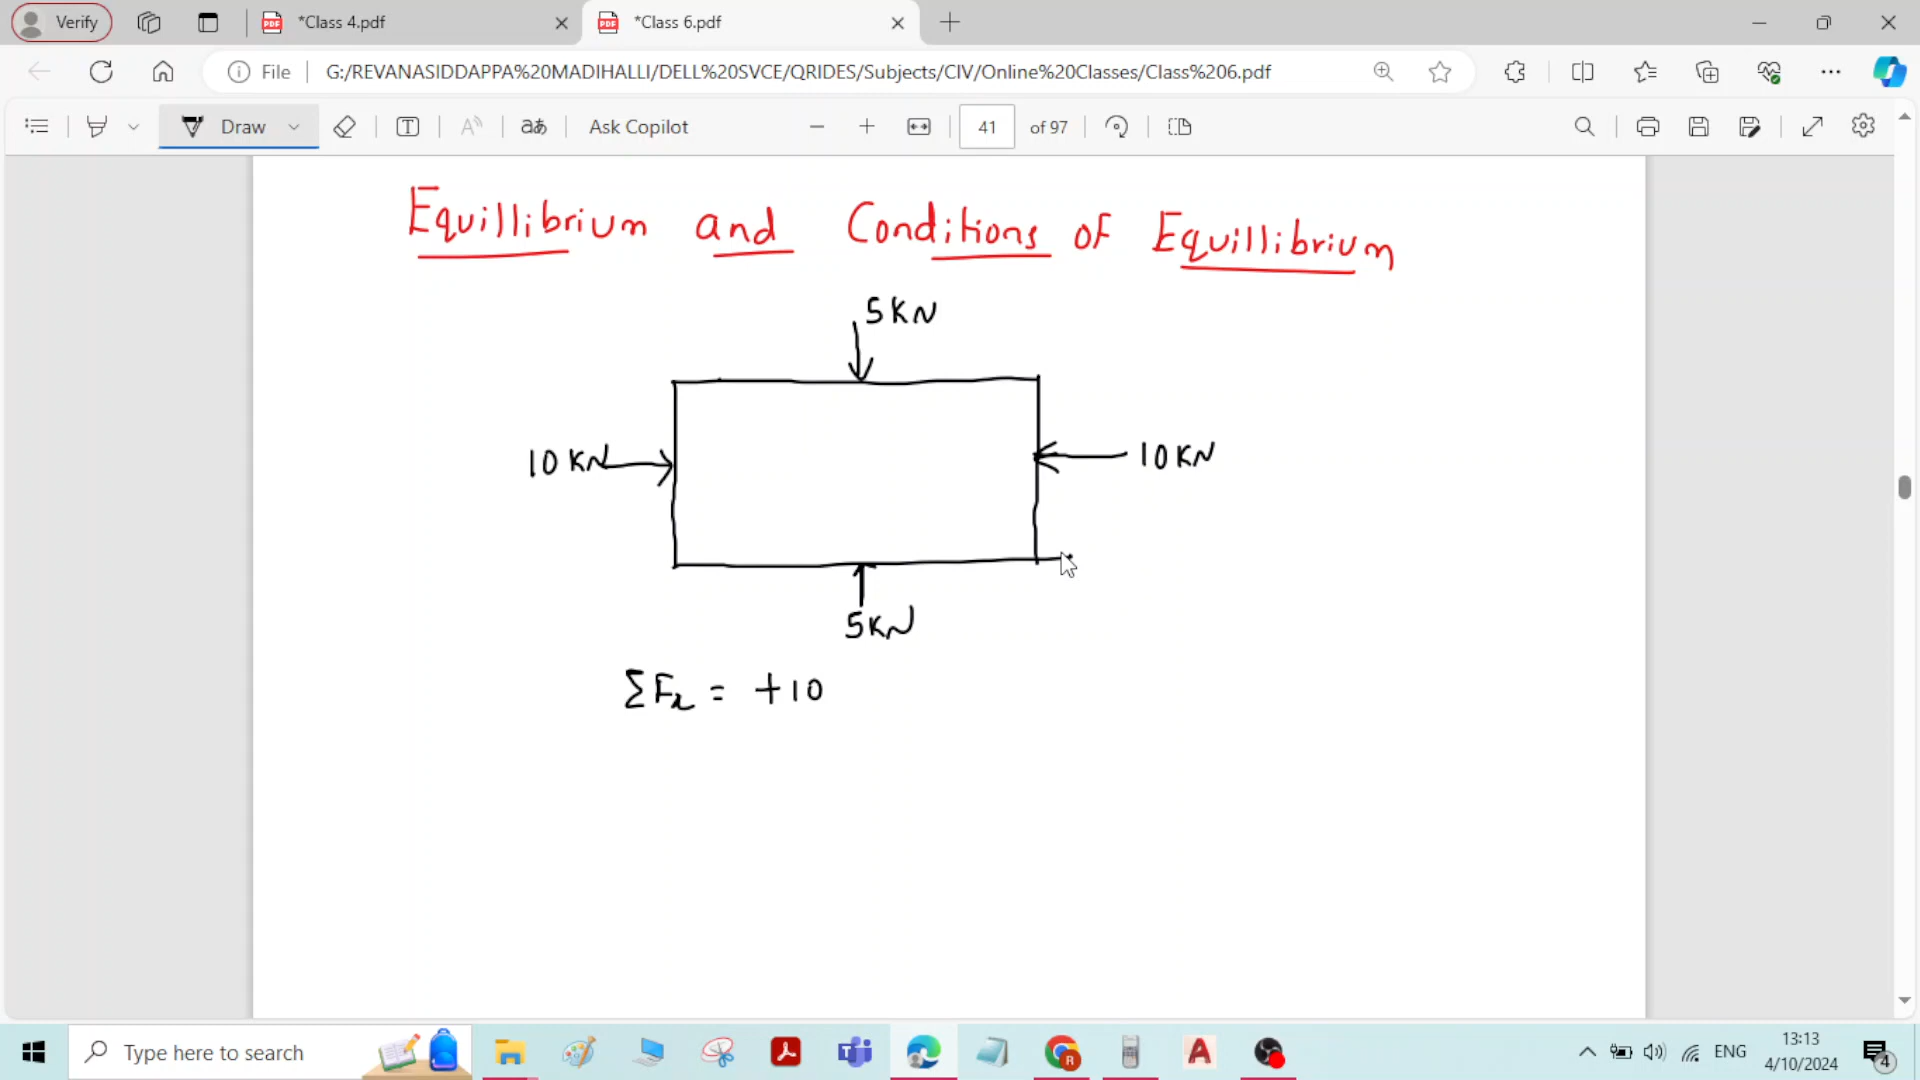 Verify
*Class 4.pdf
*Class 6.pdf
File
G:/REVANASIDDAPPA%20MADIHALLI/DELL%20SVCE/QRIDES/Subjects/CIV/Online%20Classes/Class%206.pdf
Draw
Ask Copilot
41 of 97
Equillibrium and Conditions of Equillibrium
5KN
10 KN
10KN
5KN
ΣFx = +10
Type here to search
ENG
13:13
4/10/2024
4